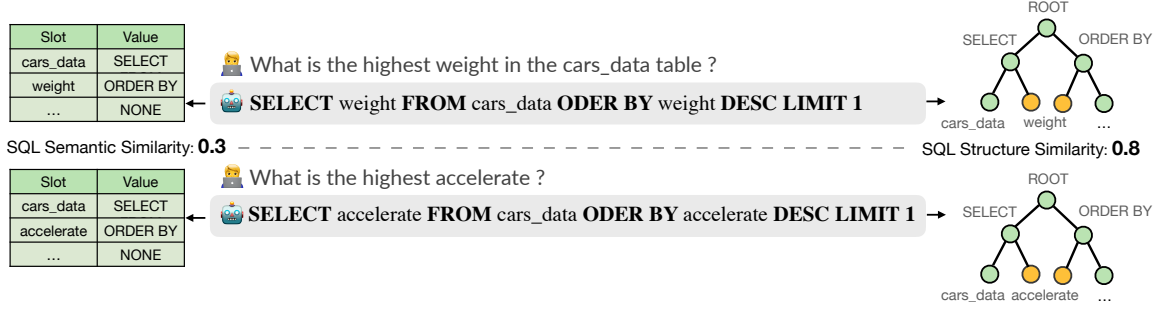 Slot Value
cars_data SELECT
weight ORDER BY
... NONE
What is the highest weight in the cars_data table ?
SELECT weight FROM cars_data ODER BY weight DESC LIMIT 1
ROOT
SELECT ORDER BY
cars_data weight ...
SQL Semantic Similarity: 0.3
SQL Structure Similarity: 0.8
Slot Value
cars_data SELECT
accelerate ORDER BY
... NONE
What is the highest accelerate ?
SELECT accelerate FROM cars_data ODER BY accelerate DESC LIMIT 1
ROOT
SELECT ORDER BY
cars_data accelerate ...